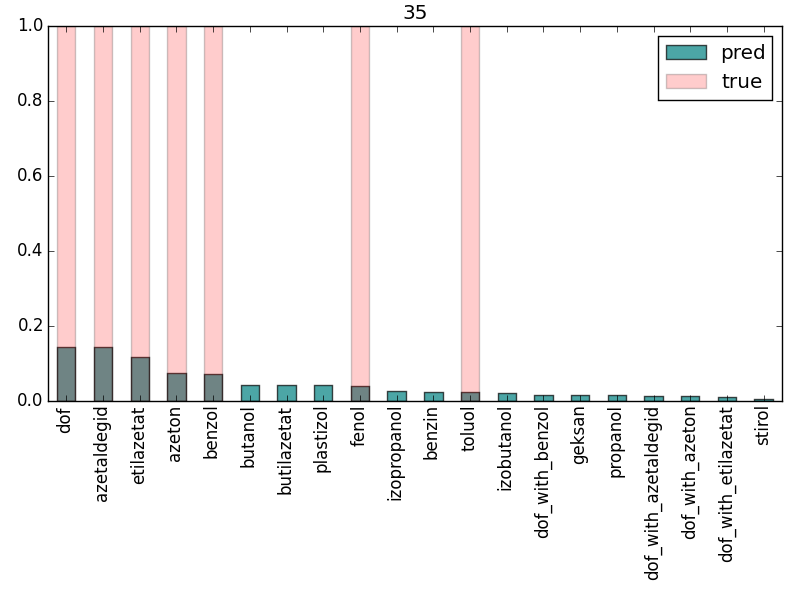 35
1.0
0.8
0.6
0.4
0.2
0.0
pred
true
dof
azetaldegid
etilazetat
azeton
benzol
butanol
butilazetat
plastizol
fenol
izopropanol
benzin
toluol
izobutanol
dof_with_benzol
geksan
propanol
dof_with_azetaldegid
dof_with_azeton
dof_with_etilazetat
stirol